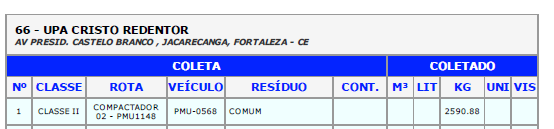 66 - UPA CRISTO REDENTOR
AV PRESID. CASTELO BRANCO , JACARECANGA, FORTALEZA - CE
COLETA COLETADO
Nº CLASSE ROTA VEÍCULO RESÍDUO CONT. M³ LIT KG UNI VIS
1 CLASSE II COMPACTADOR 02 - PMU1148 PMU-0568 COMUM 2590.88